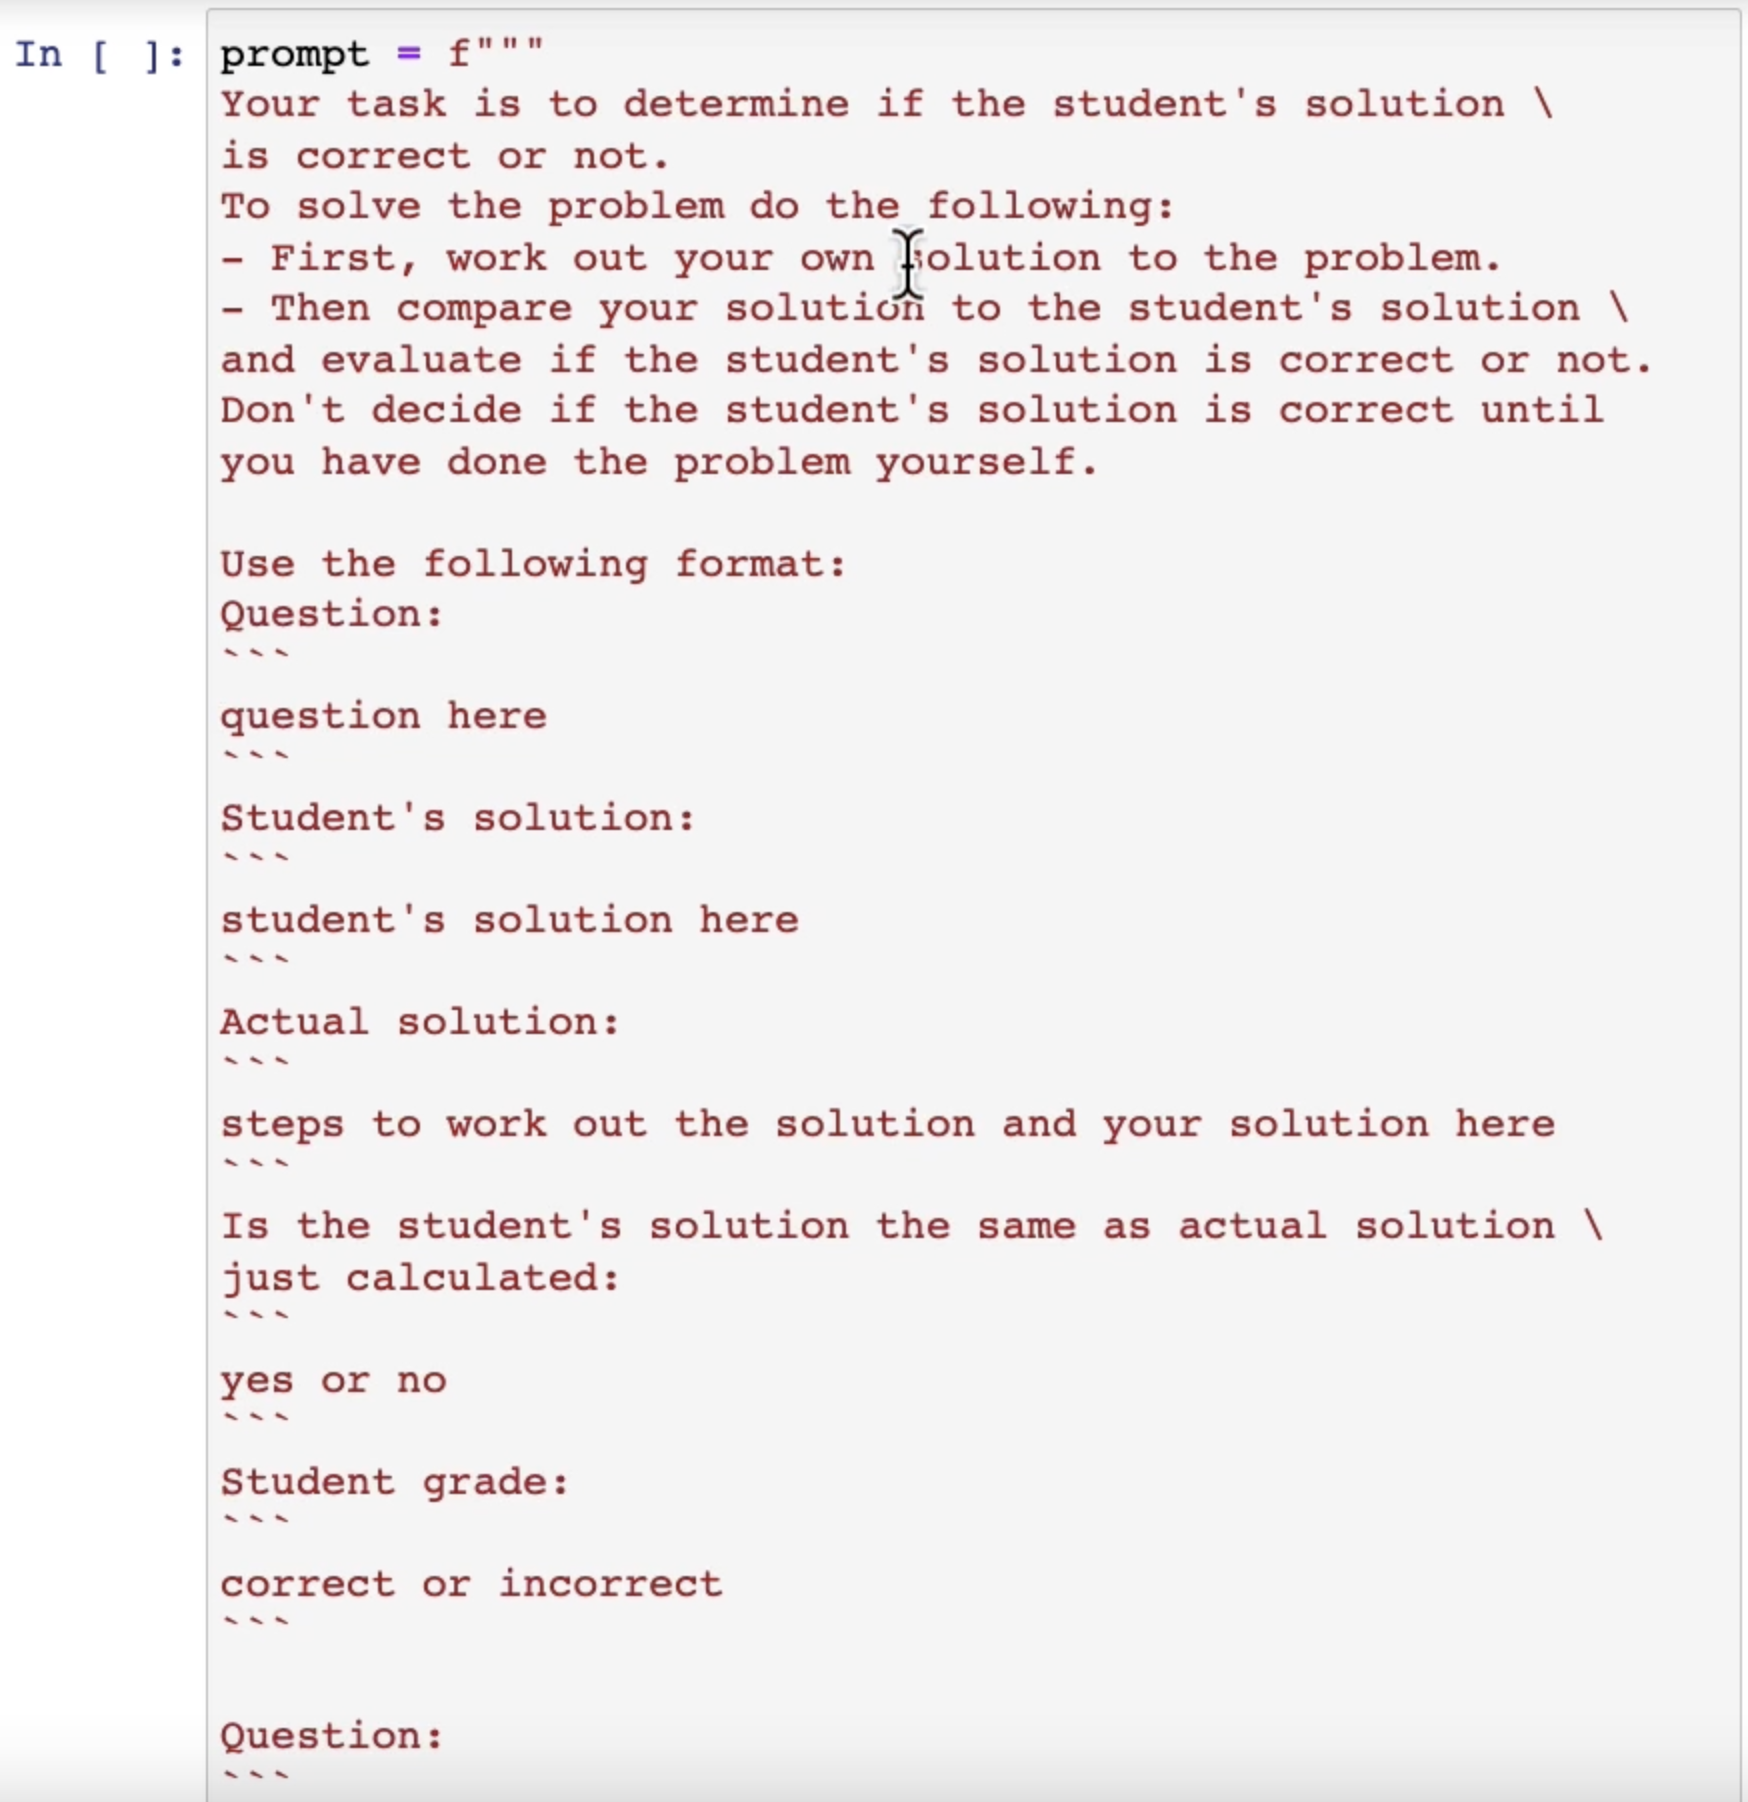 In [ ]: prompt = f"""
Your task is to determine if the student's solution \
is correct or not.
To solve the problem do the following:
- First, work out your own solution to the problem.
- Then compare your solution to the student's solution \
and evaluate if the student's solution is correct or not.
Don't decide if the student's solution is correct until
you have done the problem yourself.

Use the following format:
Question:
```
question here
```
Student's solution:
```
student's solution here
```
Actual solution:
```
steps to work out the solution and your solution here
```
Is the student's solution the same as actual solution \
just calculated:
```
yes or no
```
Student grade:
```
correct or incorrect
```

Question:
```